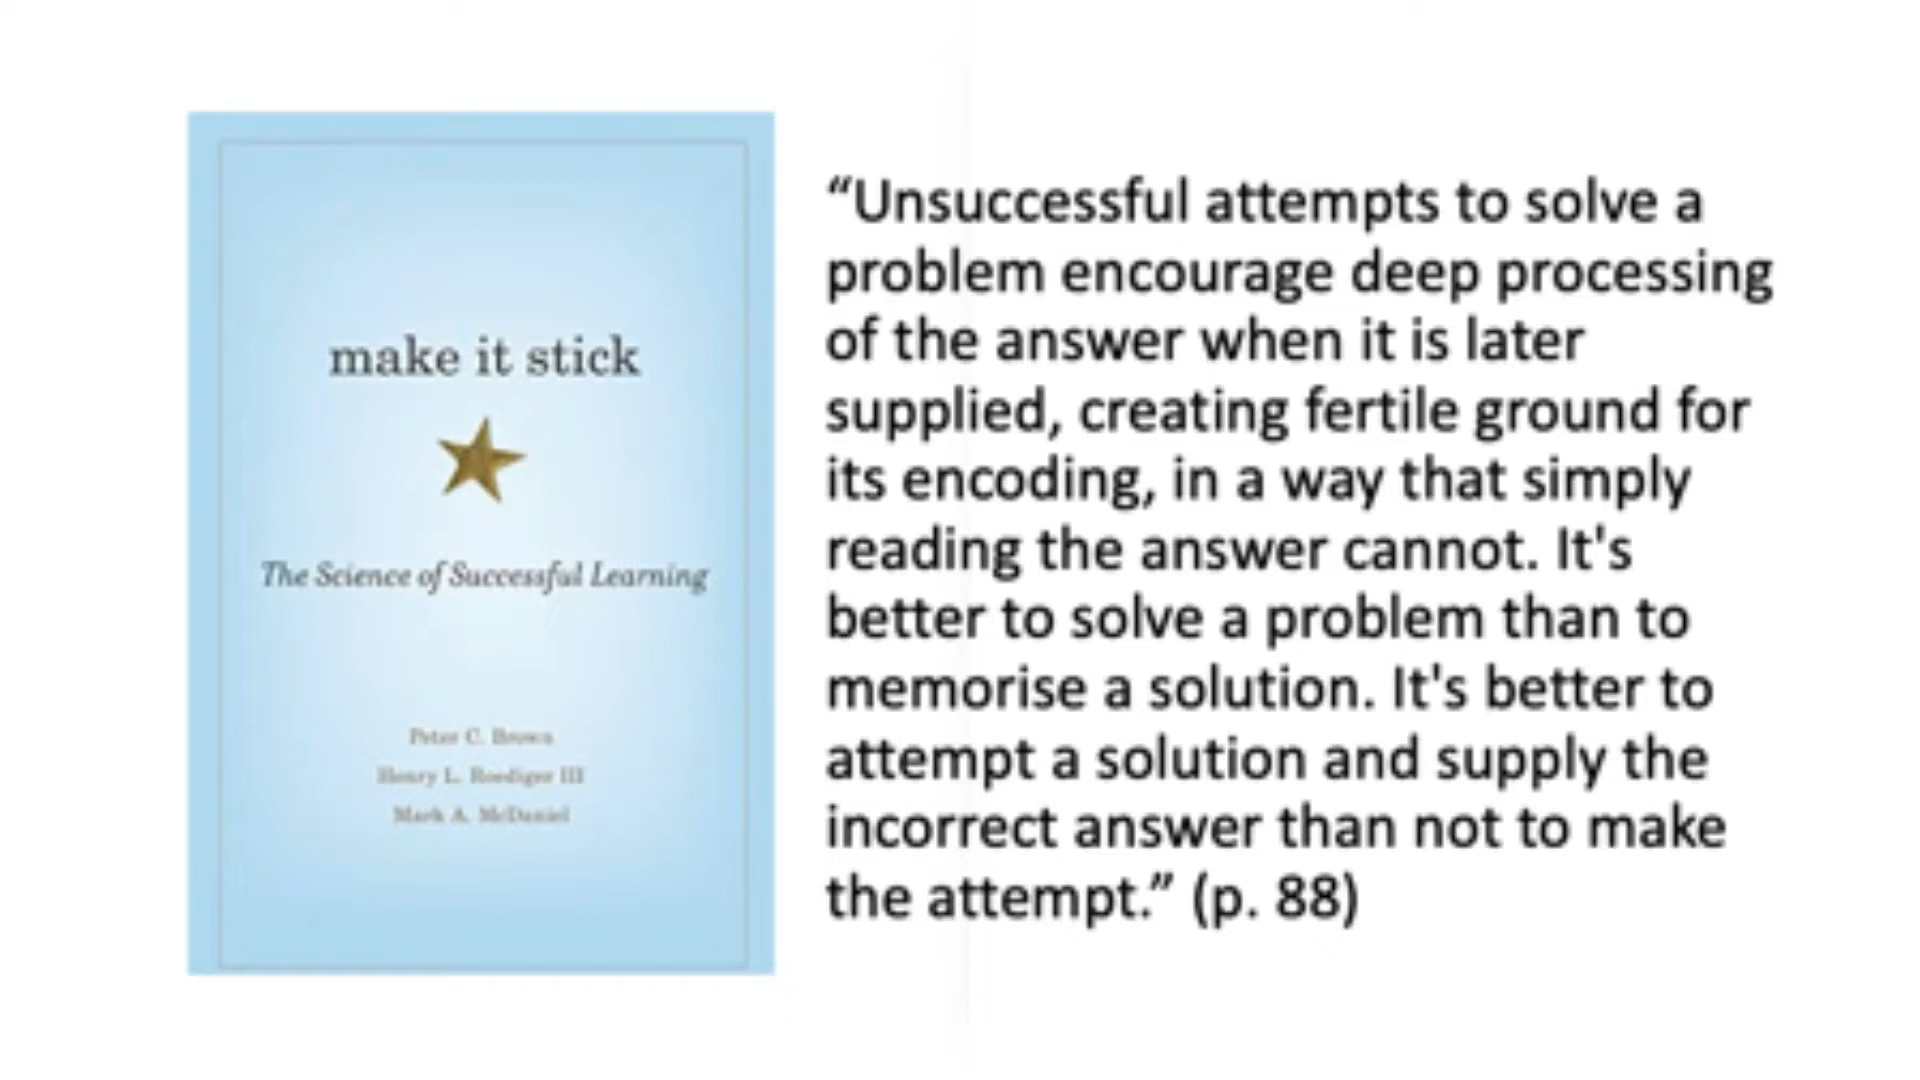 make it stick
The Science of Successful Learning
Peter C. Brown
Henry L. Roediger III
Mark A. McDaniel
“Unsuccessful attempts to solve a
problem encourage deep processing
of the answer when it is later
supplied, creating fertile ground for
its encoding, in a way that simply
reading the answer cannot. It's
better to solve a problem than to
memorise a solution. It's better to
attempt a solution and supply the
incorrect answer than not to make
the attempt.” (p. 88)